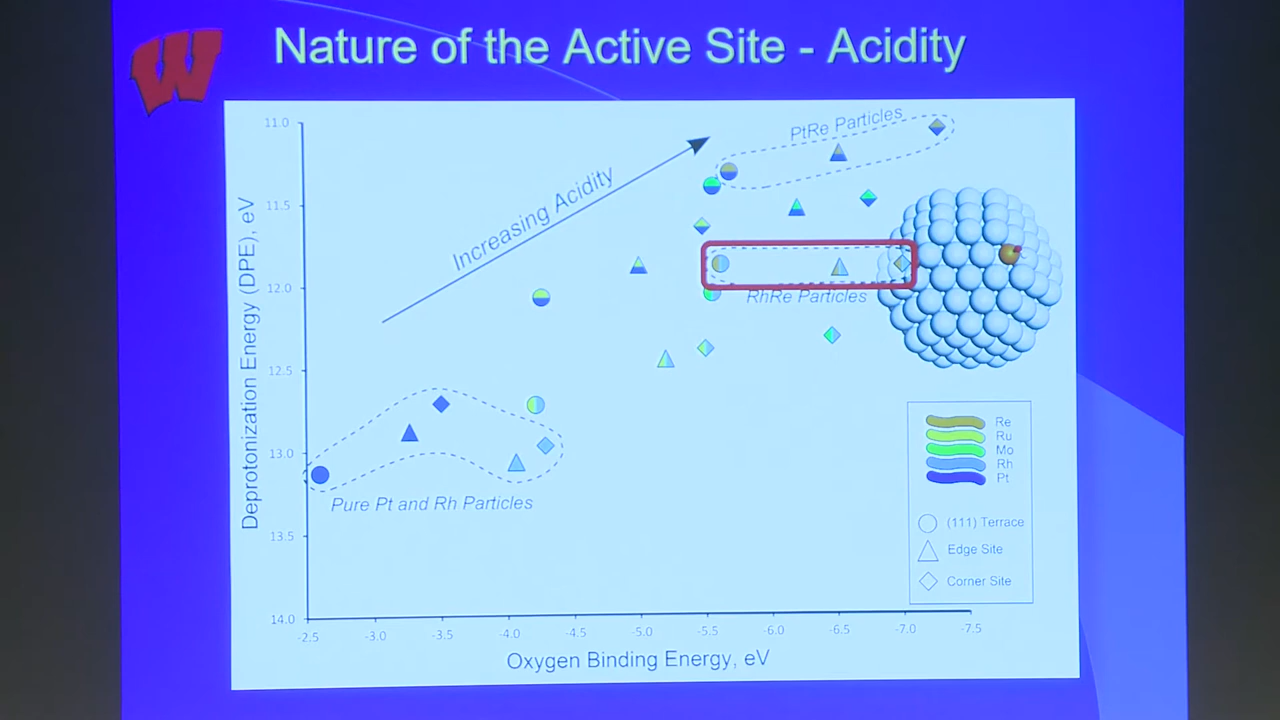 W
Nature of the Active Site - Acidity
11.0
11.5
12.0
12.5
13.0
13.5
14.0
Deprotonization Energy (DPE), eV
Increasing Acidity
PtRe Particles
RhRe Particles
Pure Pt and Rh Particles
Re
Ru
Mo
Rh
Pt
(111) Terrace
Edge Site
Corner Site
-2.5 -3.0 -3.5 -4.0 -4.5 -5.0 -5.5 -6.0 -6.5 -7.0 -7.5
Oxygen Binding Energy, eV